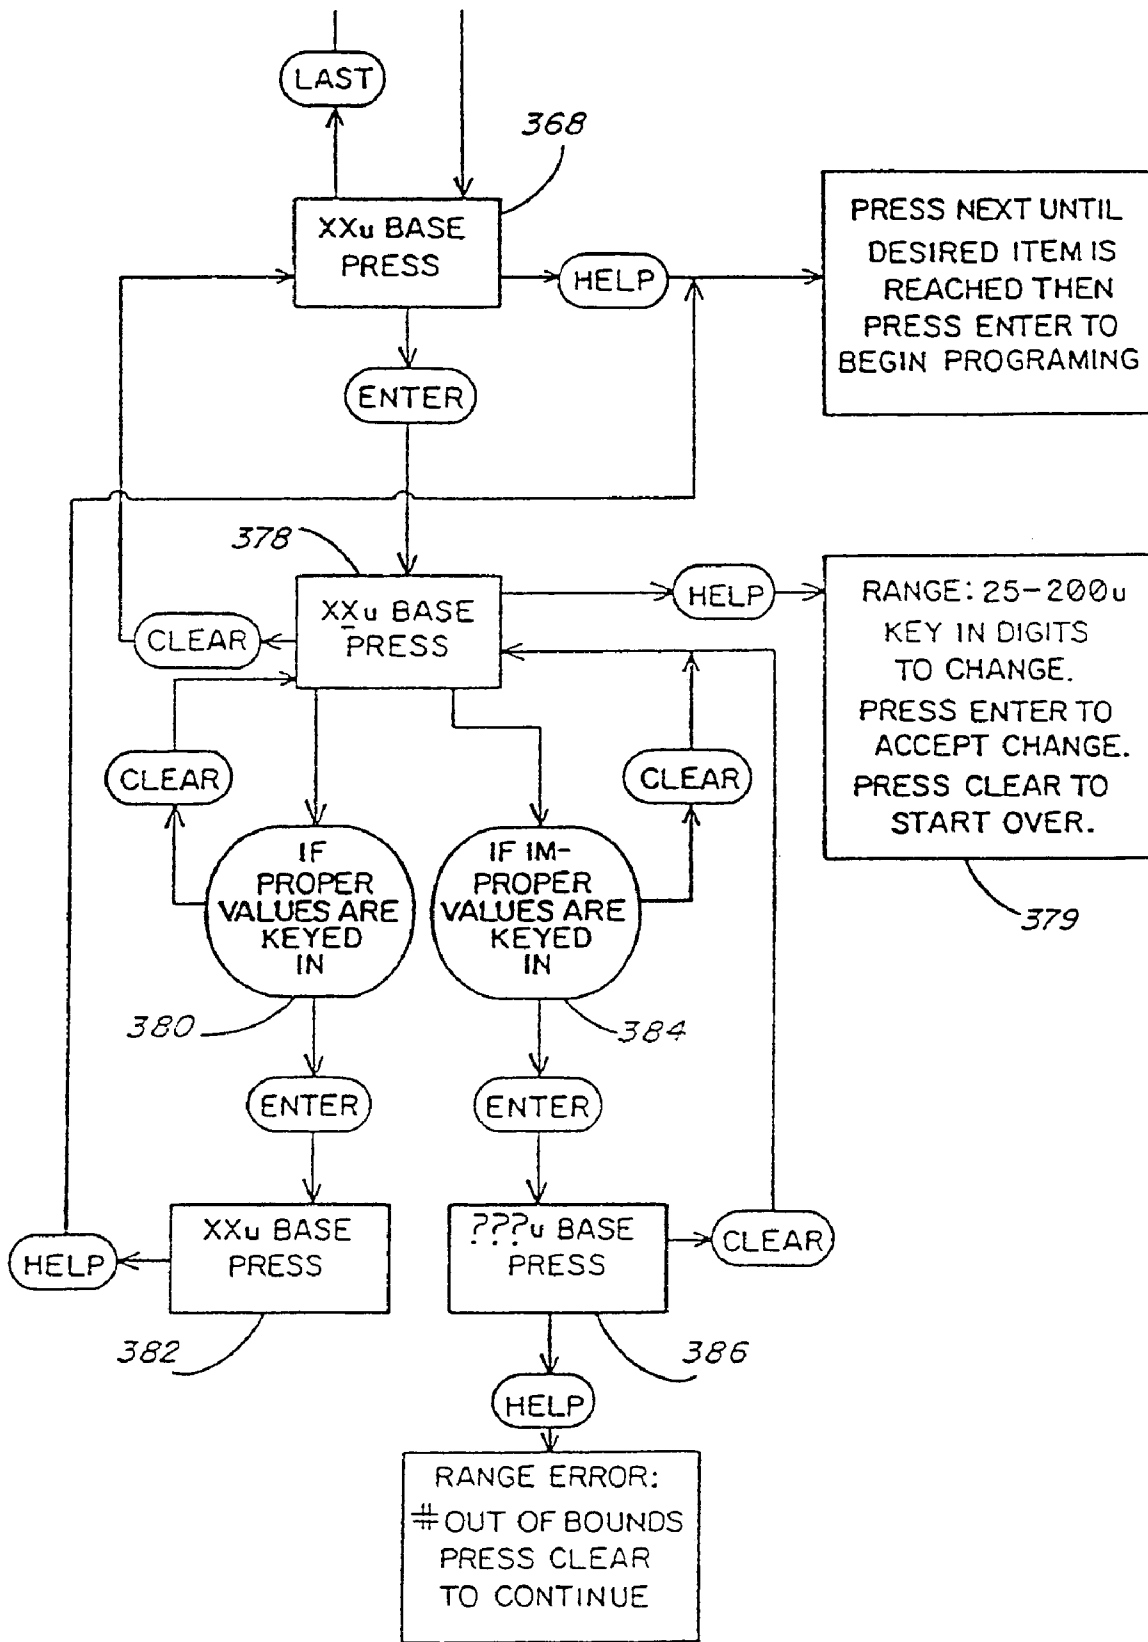 LAST
368
XXu BASE
PRESS
HELP
PRESS NEXT UNTIL
DESIRED ITEM IS
REACHED THEN
PRESS ENTER TO
BEGIN PROGRAMING
ENTER
378
XXu BASE
PRESS
CLEAR
HELP
RANGE: 25-200u
KEY IN DIGITS
TO CHANGE.
PRESS ENTER TO
ACCEPT CHANGE.
PRESS CLEAR TO
START OVER.
379
CLEAR
CLEAR
IF
PROPER
VALUES ARE
KEYED
IN
380
IF IM-
PROPER
VALUES ARE
KEYED
IN
384
ENTER
ENTER
XXu BASE
PRESS
382
HELP
???u BASE
PRESS
386
CLEAR
HELP
RANGE ERROR:
# OUT OF BOUNDS
PRESS CLEAR
TO CONTINUE